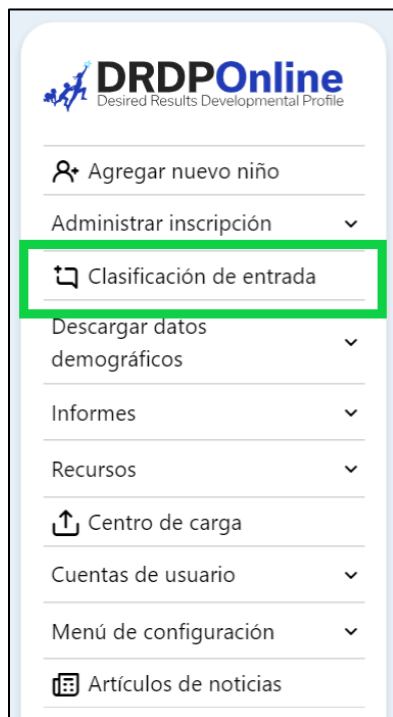 DRDPOnline
Desired Results Developmental Profile
Agregar nuevo niño
Administrar inscripción
Clasificación de entrada
Descargar datos
demográficos
Informes
Recursos
Centro de carga
Cuentas de usuario
Menú de configuración
Artículos de noticias